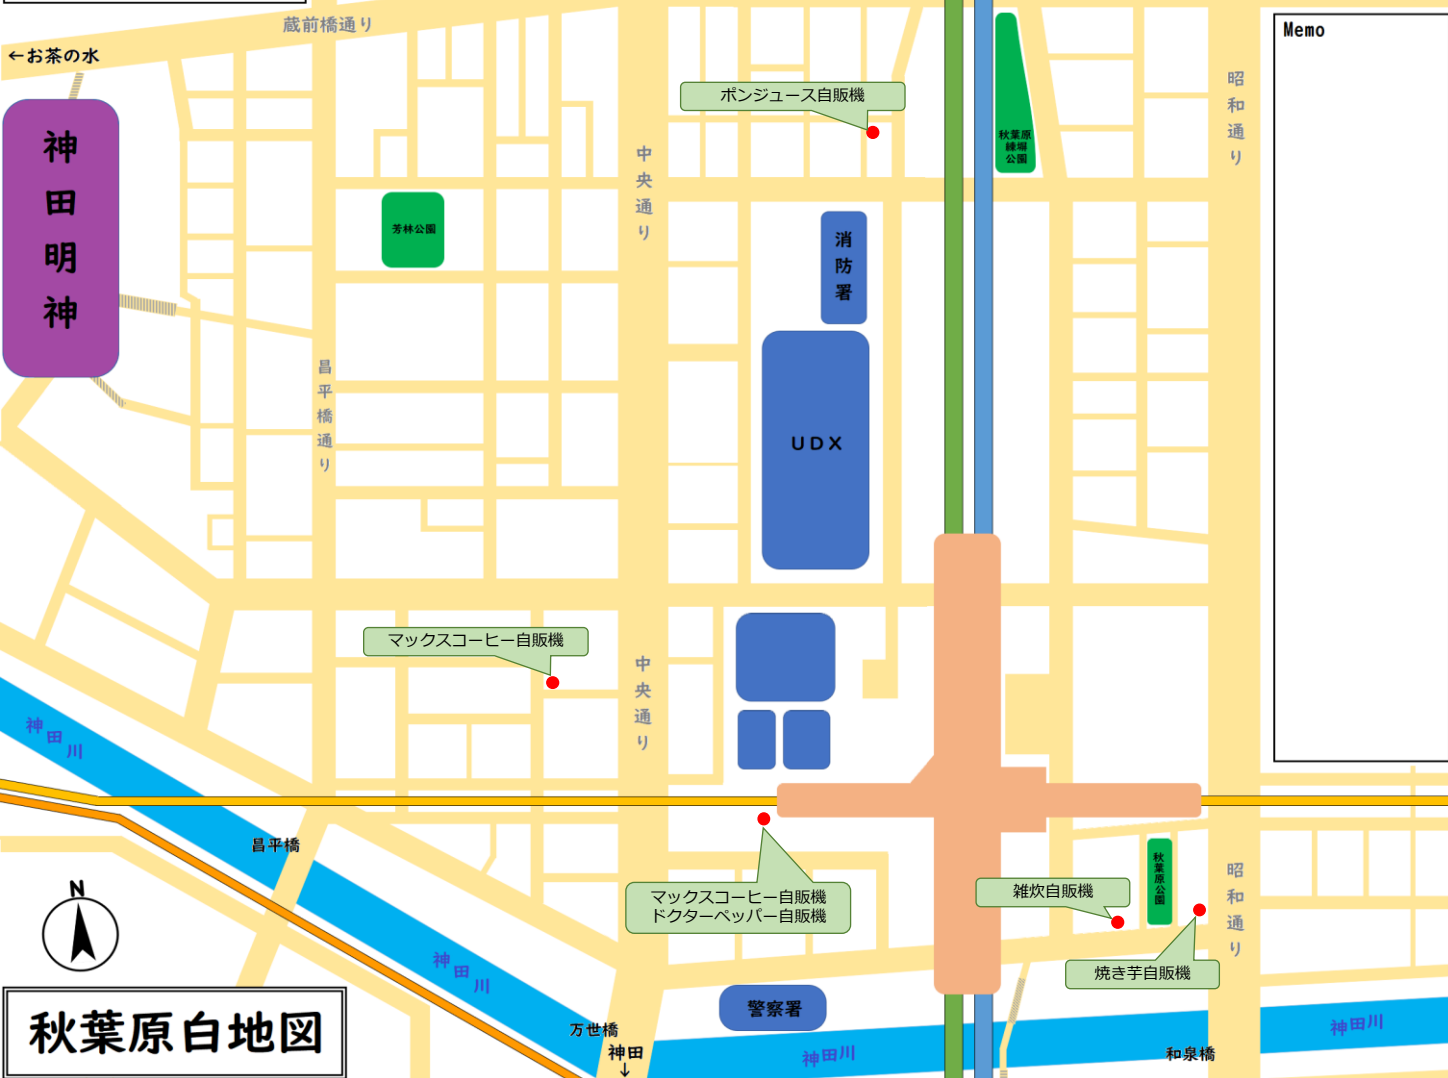 蔵前橋通り
←お茶の水
Memo
昭和通り
ポンジュース自販機
秋葉原
練塀
公園
神田明神
中央通り
芳林公園
消防署
昌平橋通り
UDX
マックスコーヒー自販機
中央通り
神田川
昌平橋
秋葉原公園
昭和通り
雑炊自販機
マックスコーヒー自販機
ドクターペッパー自販機
N
神田川
焼き芋自販機
警察署
秋葉原白地図
万世橋
神田
↓
神田川
神田川
和泉橋